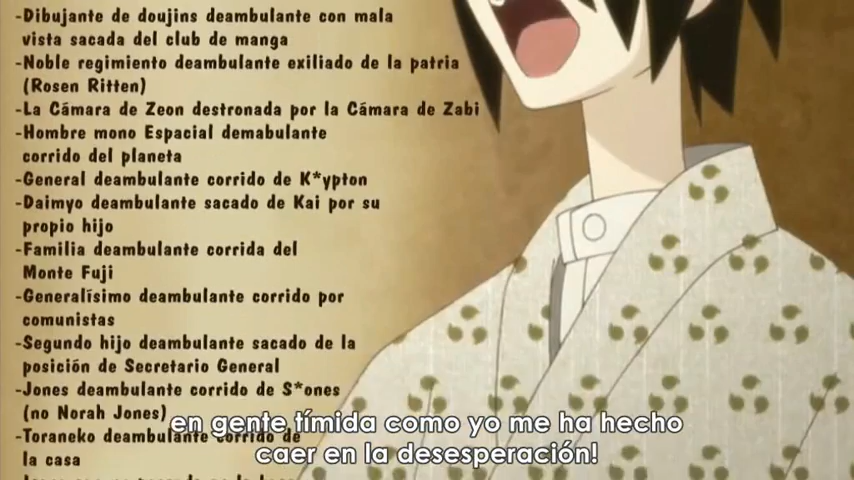 -Dibujante de doujins deambulante con mala
vista sacada del club de manga
-Noble regimiento deambulante exiliado de la patria
(Rosen Ritten)
-La Cámara de Zeon destronada por la Cámara de Zabi
-Hombre mono Espacial demabulante
corrido del planeta
-General deambulante corrido de K*ypton
-Daimyo deambulante sacado de Kai por su
propio hijo
-Familia deambulante corrida del
Monte Fuji
-Generalísimo deambulante corrido por
comunistas
-Segundo hijo deambulante sacado de la
posición de Secretario General
-Jones deambulante corrido de S*ones
(no Norah Jones)
-Toraneko deambulante corrido de
la casa
en gente tímida como yo me ha hecho
caer en la desesperación!